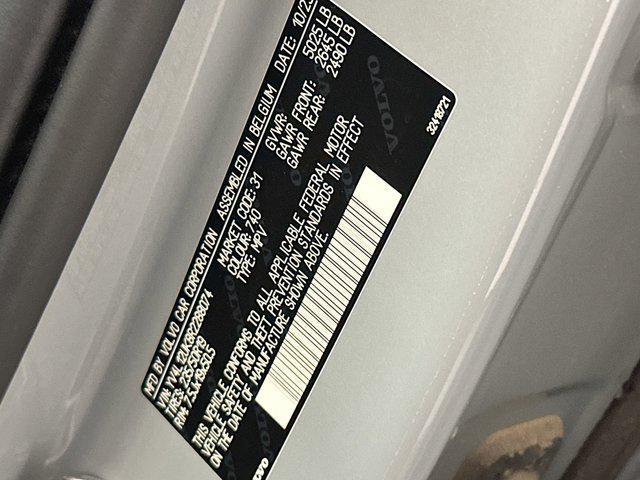 MFD BY VOLVO CAR CORPORATION ASSEMBLED IN BELGIUM DATE: 10/2
MARKET CODE: 31
COLOUR: 740
TYPE: MPV
GVWR: 5025 LB
GAWR FRONT: 2645 LB
GAWR REAR: 2490 LB
THIS VEHICLE CONFORMS TO ALL APPLICABLE FEDERAL MOTOR
VEHICLE SAFETY AND THEFT PREVENTION STANDARDS IN EFFECT
ON THE DATE OF MANUFACTURE SHOWN ABOVE.
VOLVO
32418721